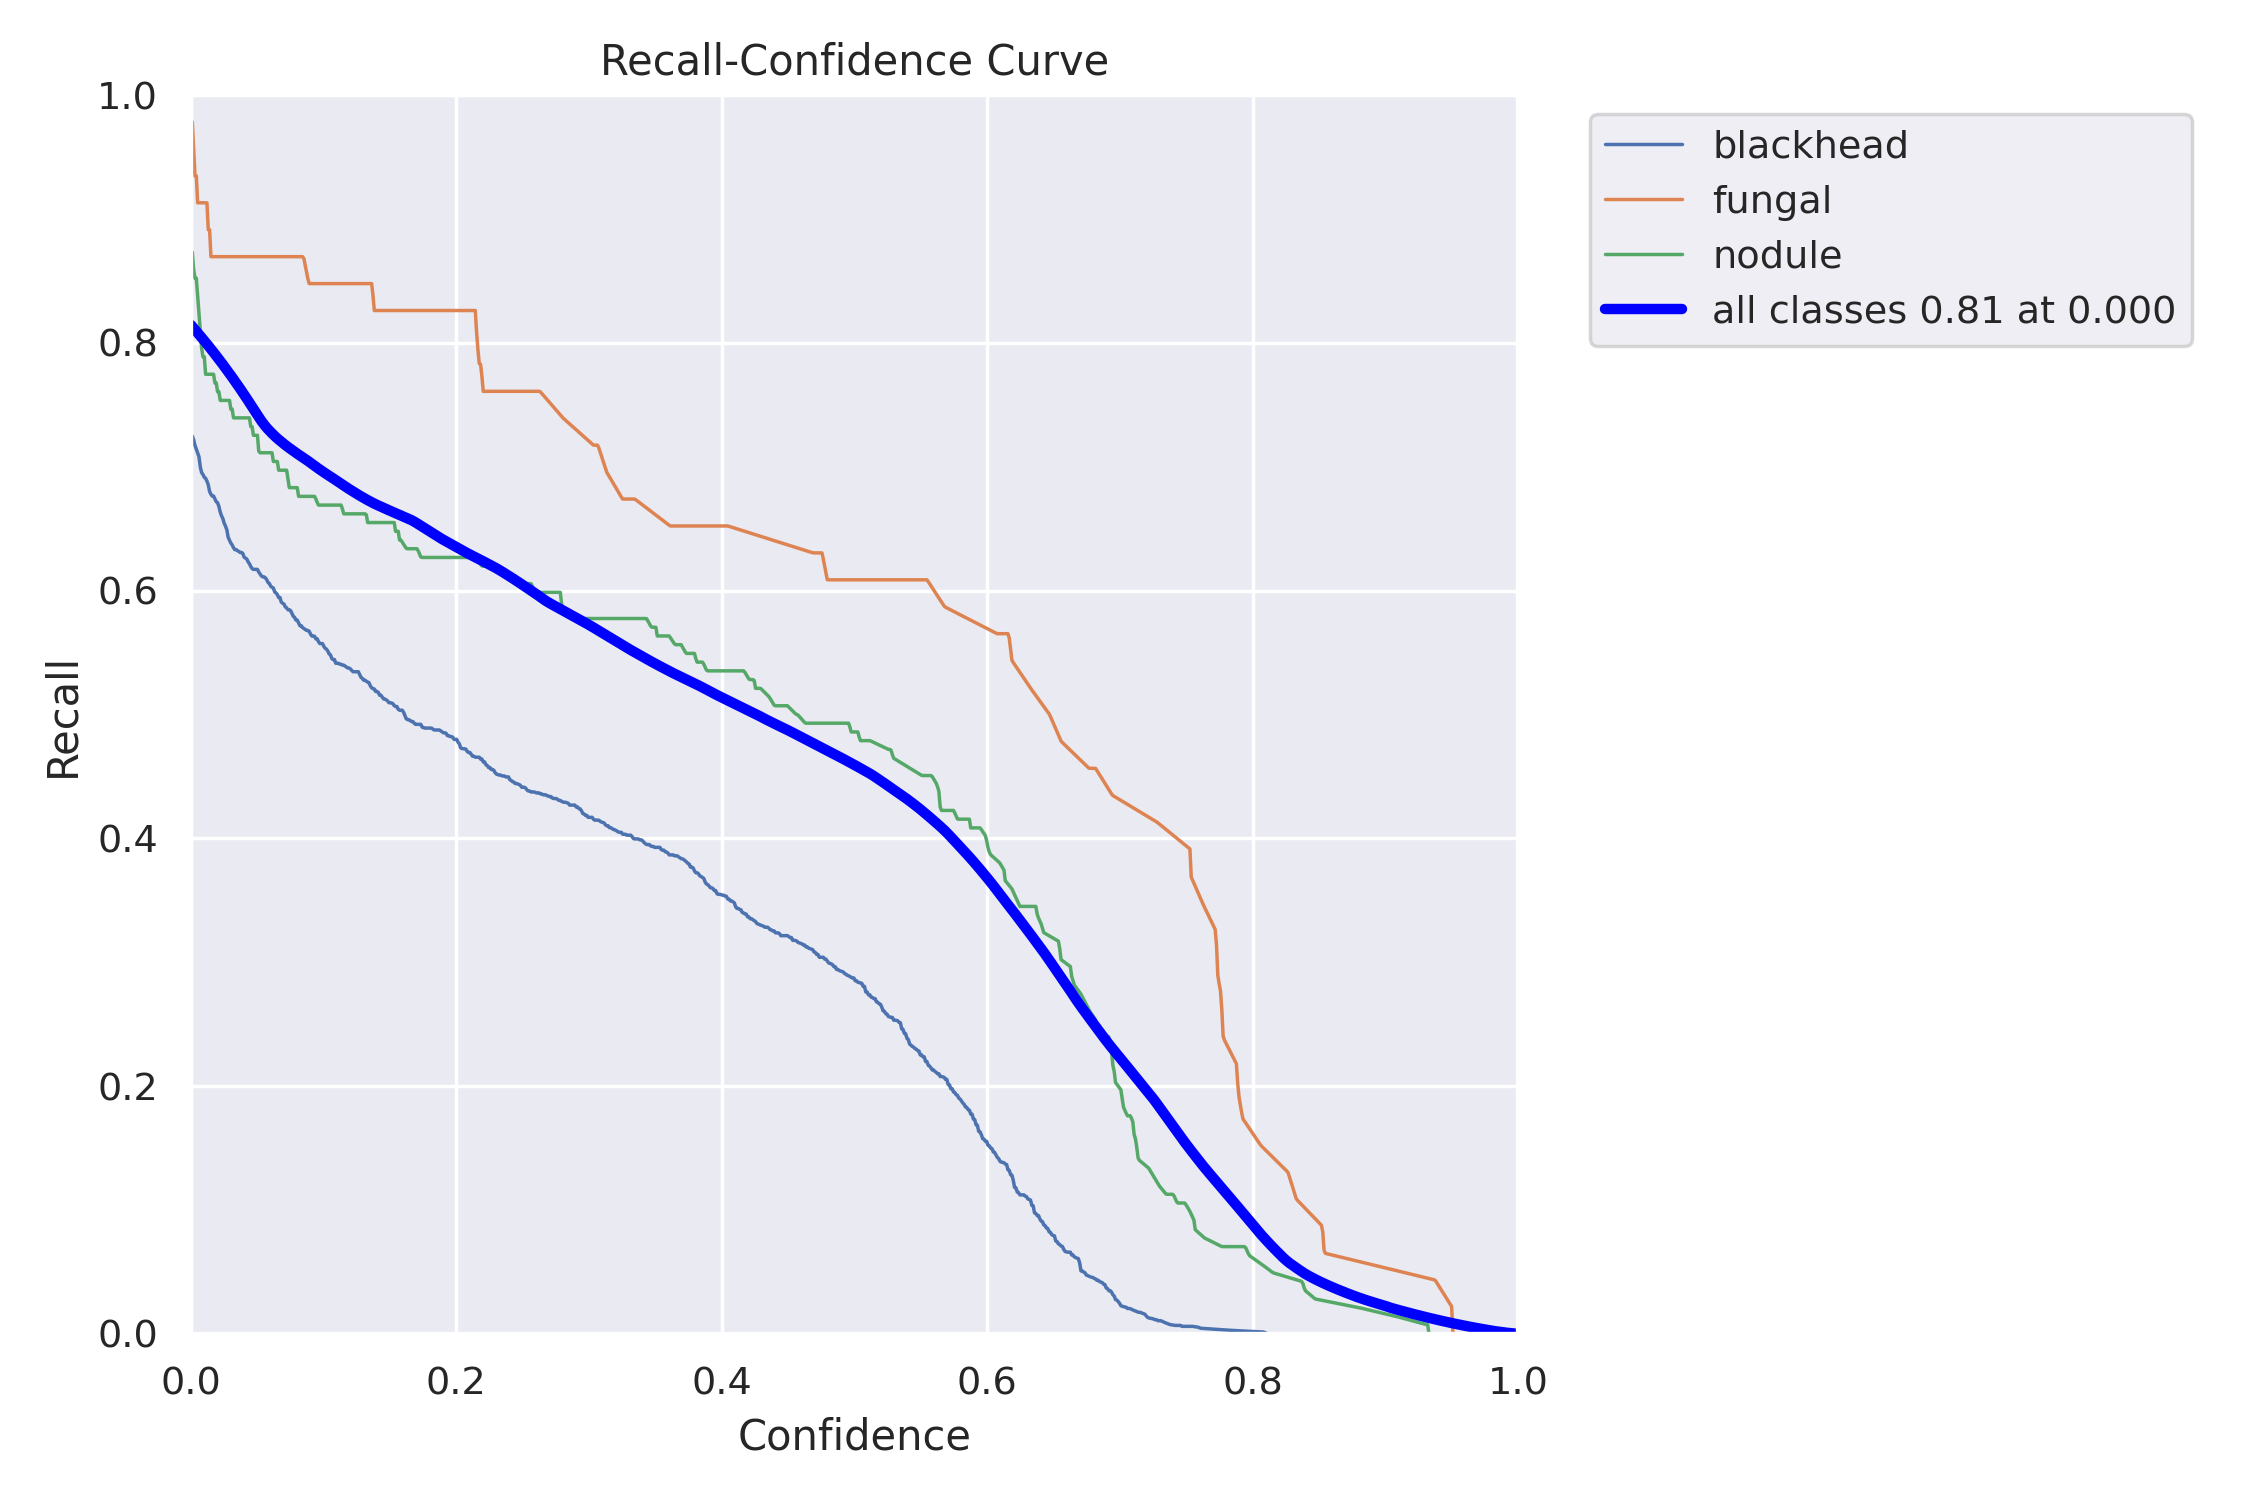 Recall-Confidence Curve
1.0
0.8
0.6
0.4
0.2
0.0
Recall
0.0 0.2 0.4 0.6 0.8 1.0
Confidence
blackhead
fungal
nodule
all classes 0.81 at 0.000